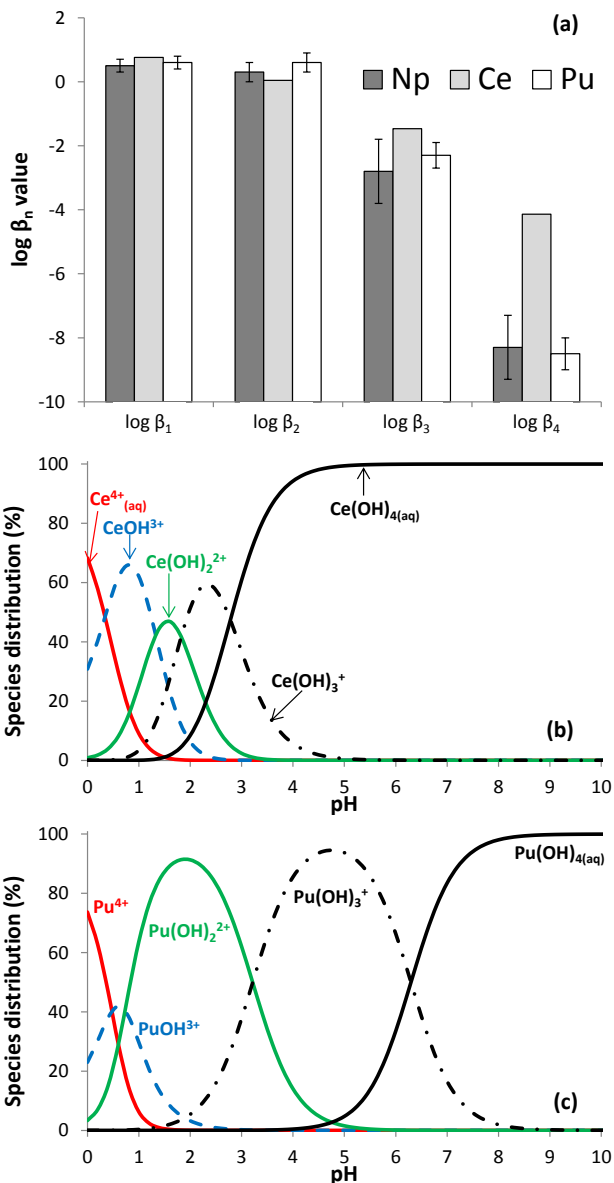 (a)
2
0
-2
-4
-6
-8
-10
log βn value
Np Ce Pu
log β1 log β2 log β3 log β4
100
80
60
40
20
0
Species distribution (%)
Ce4+(aq)
CeOH3+
Ce(OH)22+
Ce(OH)4(aq)
Ce(OH)3+
(b)
0 1 2 3 4 5 6 7 8 9 10
pH
100
80
60
40
20
0
Species distribution (%)
Pu4+
Pu(OH)22+
PuOH3+
Pu(OH)3+
Pu(OH)4(aq)
(c)
0 1 2 3 4 5 6 7 8 9 10
pH